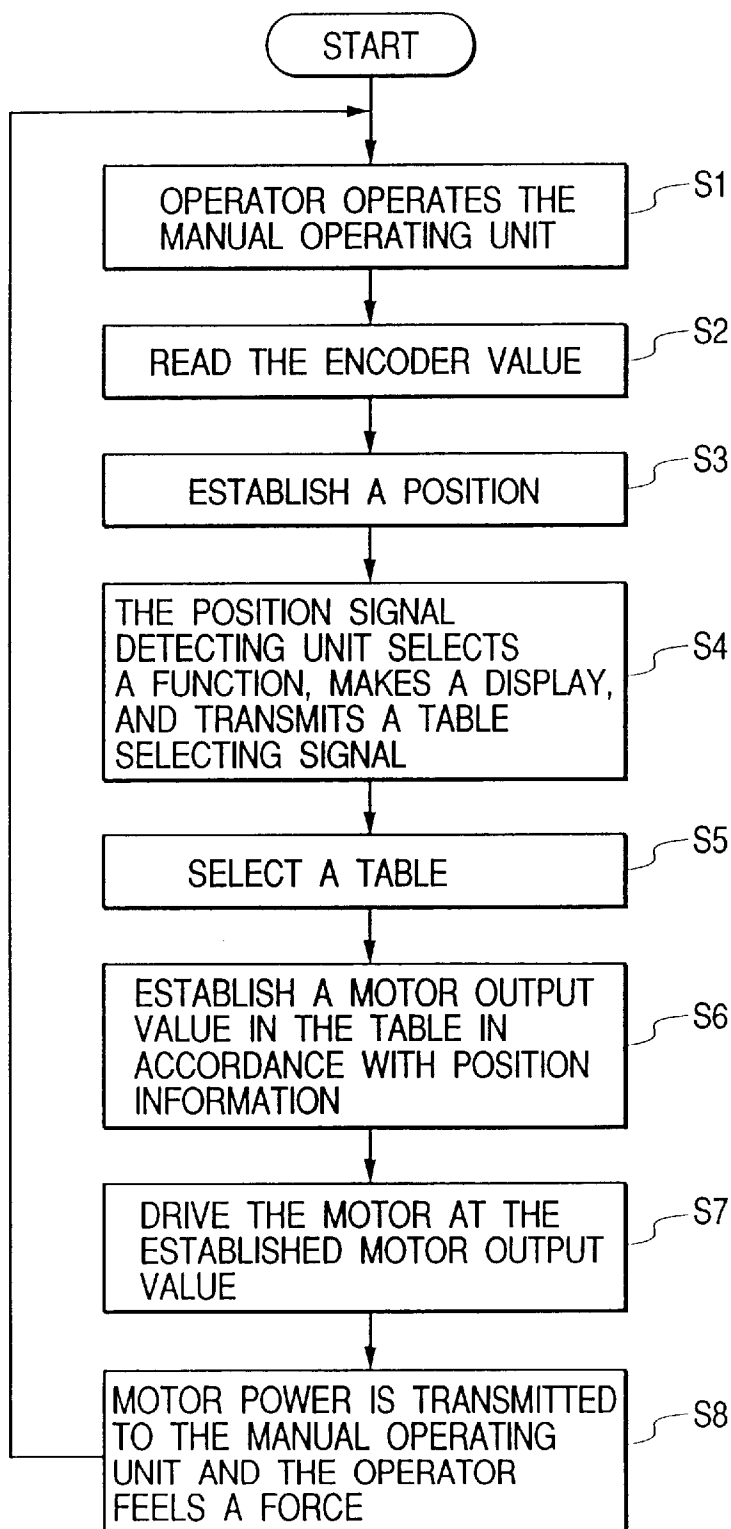 START
OPERATOR OPERATES THE
MANUAL OPERATING UNIT
S1
READ THE ENCODER VALUE
S2
ESTABLISH A POSITION
S3
THE POSITION SIGNAL
DETECTING UNIT SELECTS
A FUNCTION, MAKES A DISPLAY,
AND TRANSMITS A TABLE
SELECTING SIGNAL
S4
SELECT A TABLE
S5
ESTABLISH A MOTOR OUTPUT
VALUE IN THE TABLE IN
ACCORDANCE WITH POSITION
INFORMATION
S6
DRIVE THE MOTOR AT THE
ESTABLISHED MOTOR OUTPUT
VALUE
S7
MOTOR POWER IS TRANSMITTED
TO THE MANUAL OPERATING
UNIT AND THE OPERATOR
FEELS A FORCE
S8